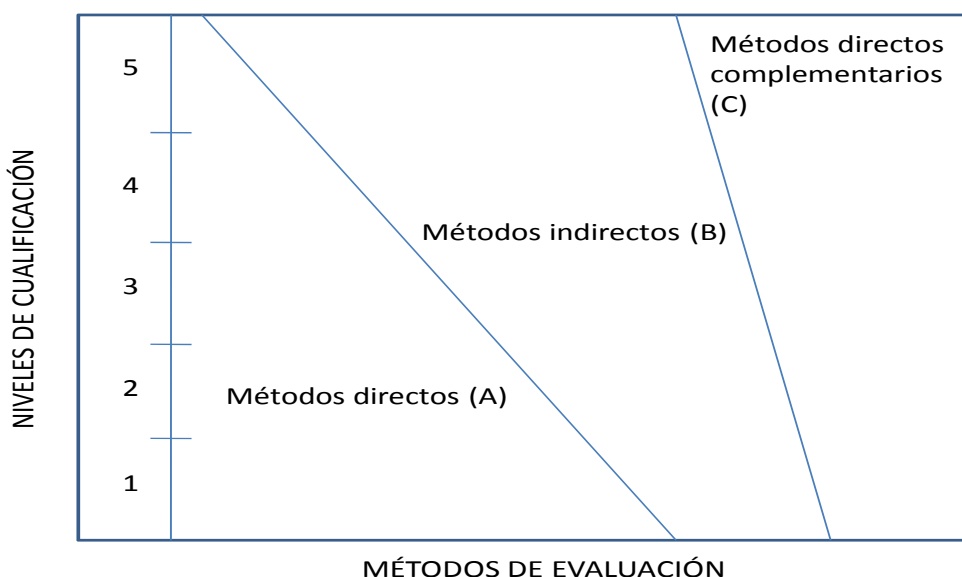 NIVELES DE CUALIFICACIÓN
5
4
3
2
1
Métodos directos
complementarios
(C)
Métodos indirectos (B)
Métodos directos (A)
MÉTODOS DE EVALUACIÓN